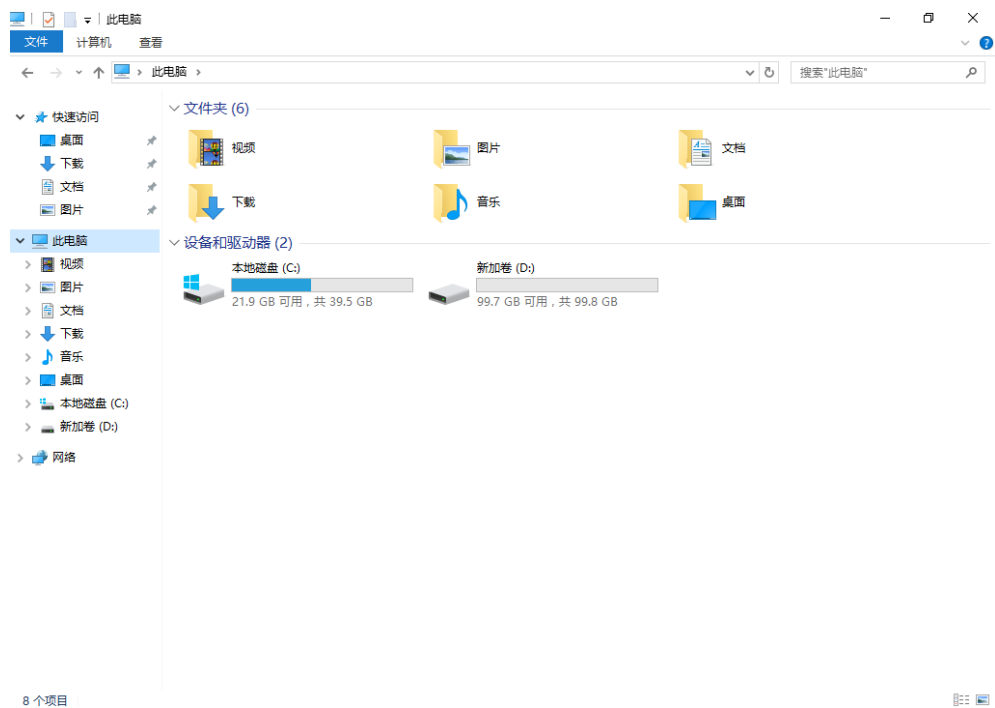 此电脑
文件 计算机 查看
此电脑
搜索"此电脑"
快速访问
桌面
下载
文档
图片
此电脑
视频
图片
文档
下载
音乐
桌面
本地磁盘 (C:)
新加卷 (D:)
网络
文件夹 (6)
视频 图片 文档
下载 音乐 桌面
设备和驱动器 (2)
本地磁盘 (C:)
21.9 GB 可用，共 39.5 GB
新加卷 (D:)
99.7 GB 可用，共 99.8 GB
8 个项目